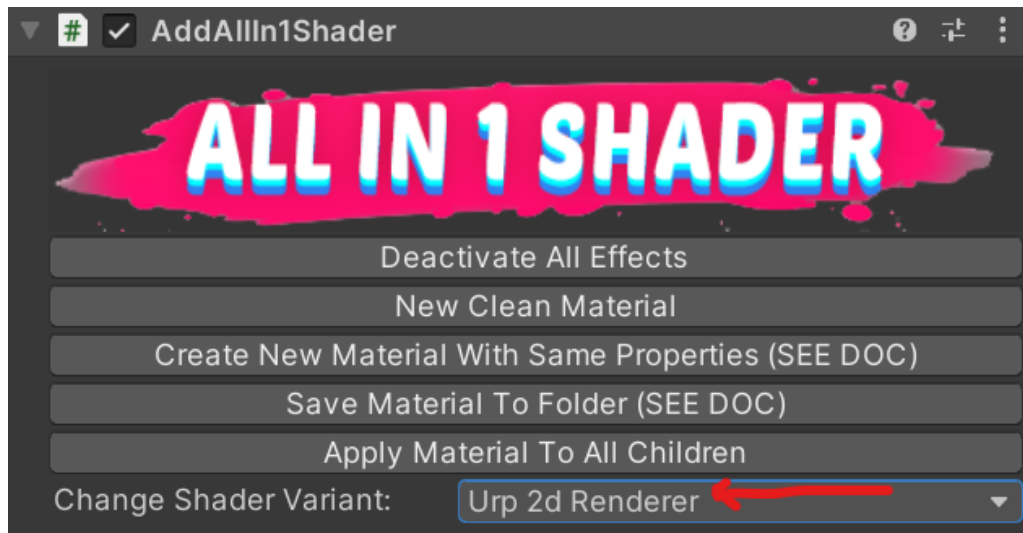 # AddAllIn1Shader
ALL IN 1 SHADER
Deactivate All Effects
New Clean Material
Create New Material With Same Properties (SEE DOC)
Save Material To Folder (SEE DOC)
Apply Material To All Children
Change Shader Variant: Urp 2d Renderer